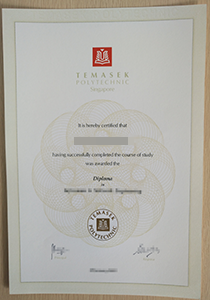 TEMASEK
POLYTECHNIC
Singapore
It is hereby certified that
having successfully completed the course of study
was awarded the
Diploma
in
Engineering
TEMASEK
POLYTECHNIC